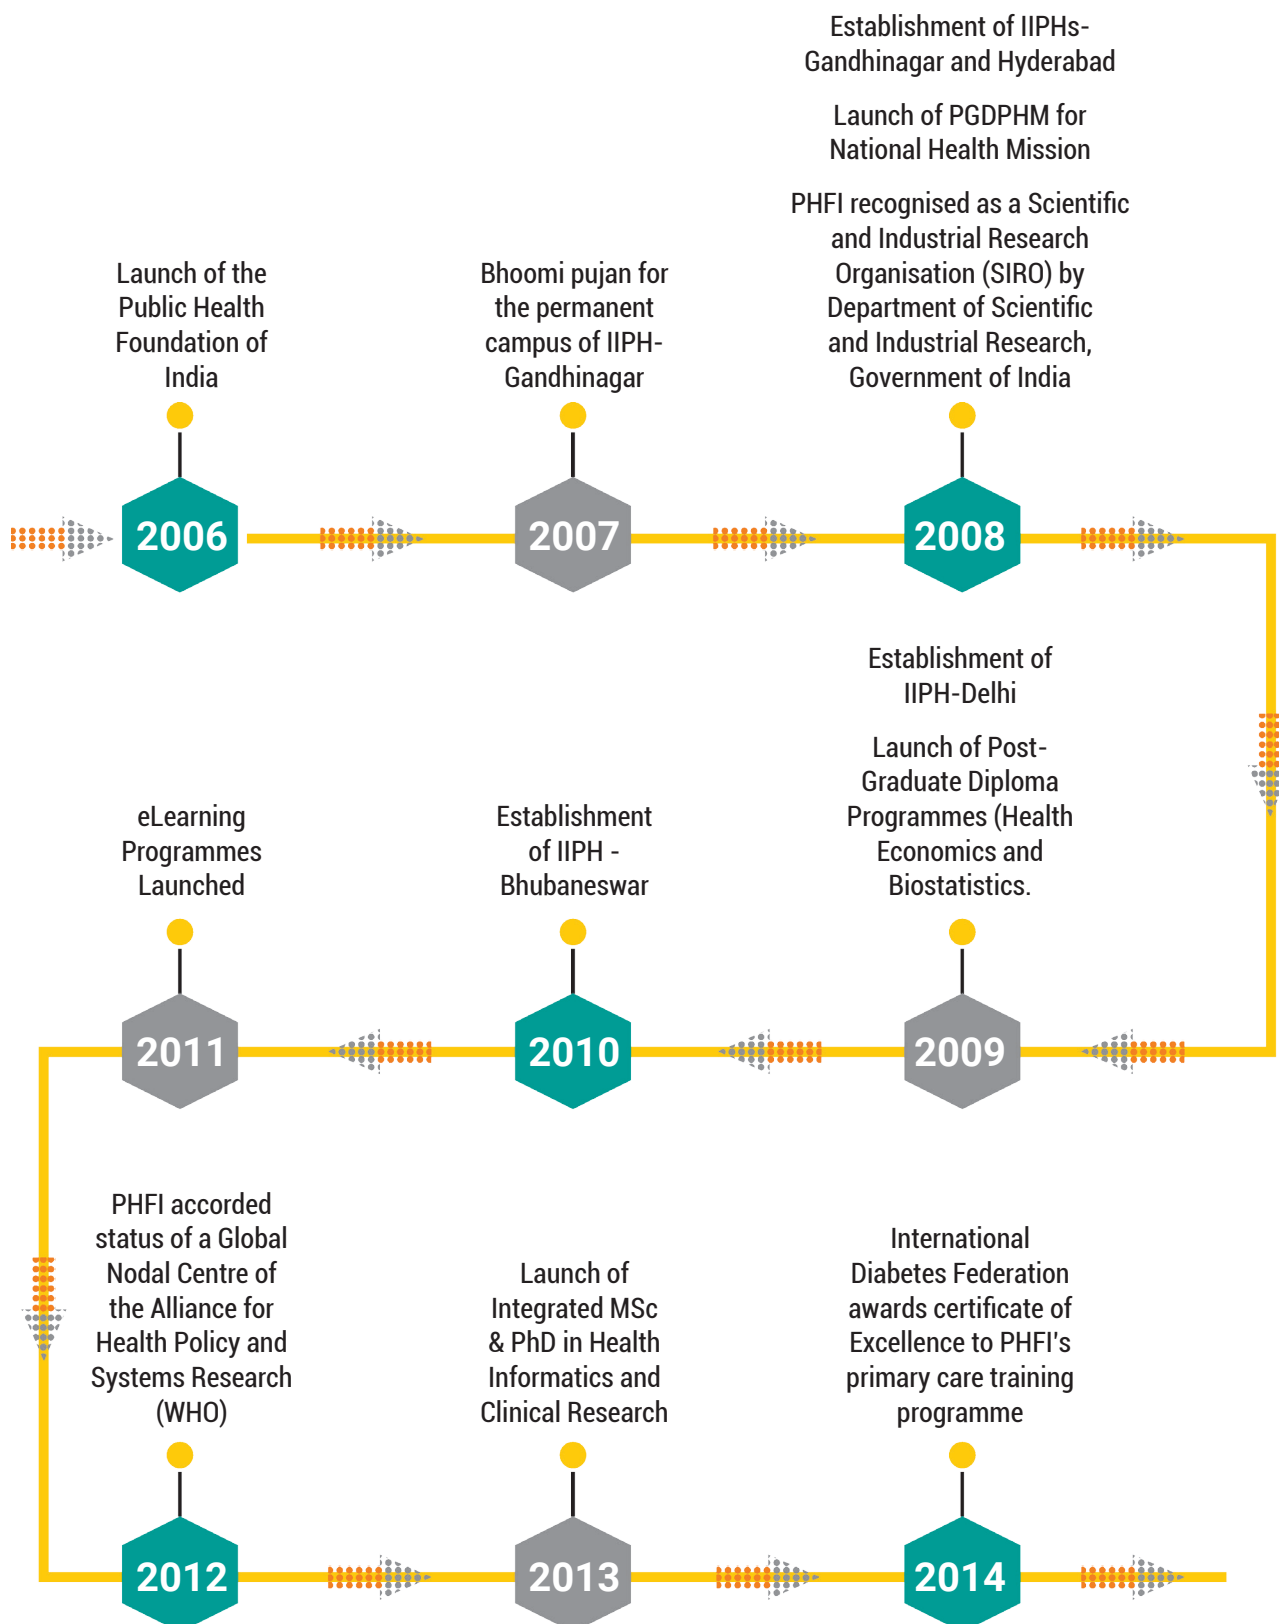 Launch of the
Public Health
Foundation of
India
2006
Bhoomi pujan for
the permanent
campus of IIPH-
Gandhinagar
2007
Establishment of IIPHs-
Gandhinagar and Hyderabad
Launch of PGDPHM for
National Health Mission
PHFI recognised as a Scientific
and Industrial Research
Organisation (SIRO) by
Department of Scientific
and Industrial Research,
Government of India
2008
Establishment of
IIPH-Delhi
Launch of Post-
Graduate Diploma
Programmes (Health
Economics and
Biostatistics.
2009
Establishment
of IIPH -
Bhubaneswar
2010
eLearning
Programmes
Launched
2011
PHFI accorded
status of a Global
Nodal Centre of
the Alliance for
Health Policy and
Systems Research
(WHO)
2012
Launch of
Integrated MSc
& PhD in Health
Informatics and
Clinical Research
2013
International
Diabetes Federation
awards certificate of
Excellence to PHFI's
primary care training
programme
2014